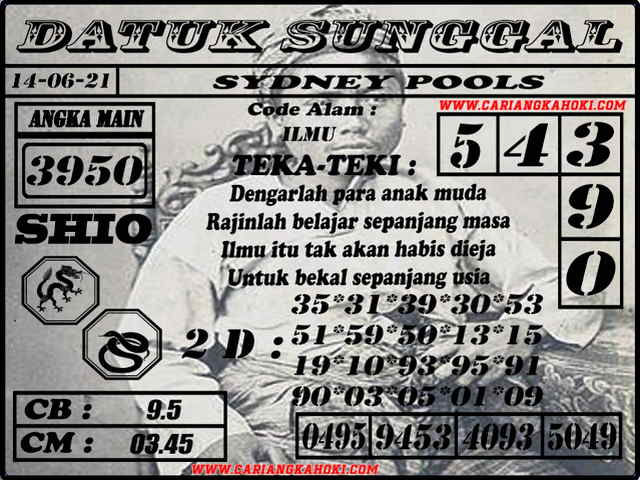 DATUK SUNGGAL
14-06-21
SYDNEY POOLS
WWW.CARIANGKAHOKI.COM
ANGKA MAIN
3950
Code Alam :
ILMU
5 4 3
9
0
TEKA-TEKI :
Dengarlah para anak muda
Rajinlah belajar sepanjang masa
Ilmu itu tak akan habis dieja
Untuk bekal sepanjang usia
SHIO
2 D :
35*31*39*30*53
51*59*50*13*15
19*10*93*95*91
90*03*05*01*09
CB : 9.5
CM : 03.45
0495 9453 4093 5049
WWW.CARIANGKAHOKI.COM